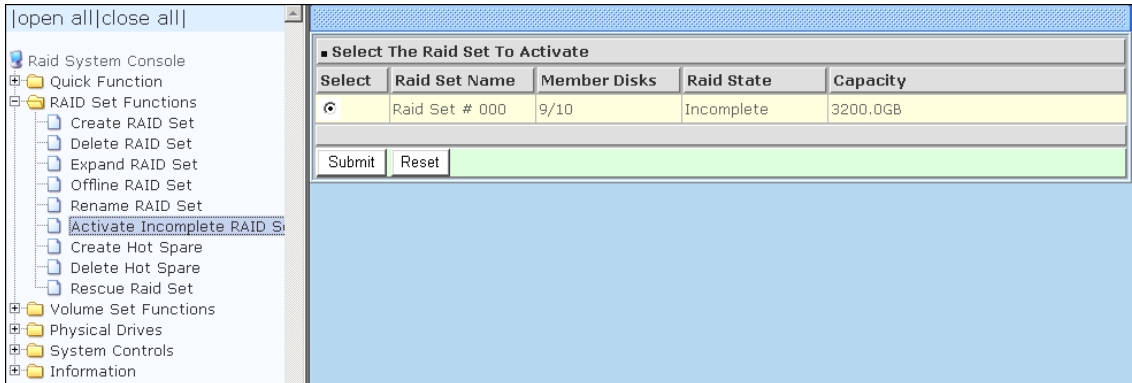 |open all|close all|
Raid System Console
Quick Function
RAID Set Functions
Create RAID Set
Delete RAID Set
Expand RAID Set
Offline RAID Set
Rename RAID Set
Activate Incomplete RAID S
Create Hot Spare
Delete Hot Spare
Rescue Raid Set
Volume Set Functions
Physical Drives
System Controls
Information
Select The Raid Set To Activate
Select Raid Set Name Member Disks Raid State Capacity
Raid Set # 000 9/10 Incomplete 3200.0GB
Submit Reset